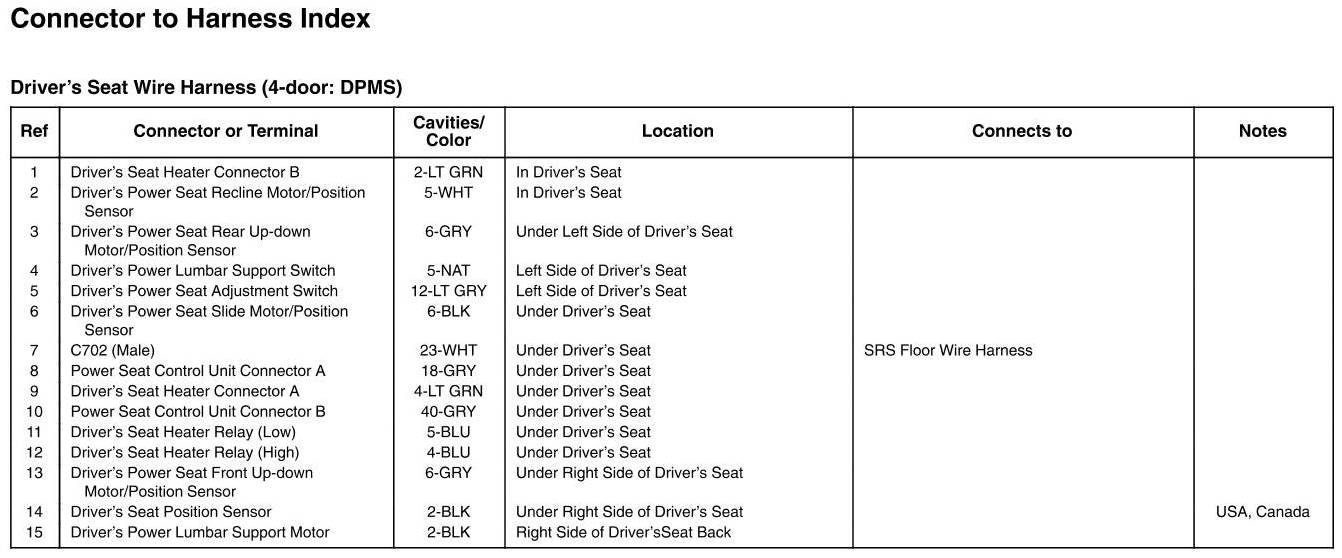 Connector to Harness Index
Driver’s Seat Wire Harness (4-door: DPMS)
Ref Connector or Terminal Cavities/ Color Location Connects to Notes
1 Driver’s Seat Heater Connector B 2-LT GRN In Driver’s Seat
2 Driver’s Power Seat Recline Motor/Position 5-WHT In Driver’s Seat
Sensor
3 Driver’s Power Seat Rear Up-down 6-GRY Under Left Side of Driver’s Seat
Motor/Position Sensor
4 Driver’s Power Lumbar Support Switch 5-NAT Left Side of Driver’s Seat
5 Driver’s Power Seat Adjustment Switch 12-LT GRY Left Side of Driver’s Seat
6 Driver’s Power Seat Slide Motor/Position 6-BLK Under Driver’s Seat
Sensor
7 C702 (Male) 23-WHT Under Driver’s Seat SRS Floor Wire Harness
8 Power Seat Control Unit Connector A 18-GRY Under Driver’s Seat
9 Driver’s Seat Heater Connector A 4-LT GRN Under Driver’s Seat
10 Power Seat Control Unit Connector B 40-GRY Under Driver’s Seat
11 Driver’s Seat Heater Relay (Low) 5-BLU Under Driver’s Seat
12 Driver’s Seat Heater Relay (High) 4-BLU Under Driver’s Seat
13 Driver’s Power Seat Front Up-down 6-GRY Under Right Side of Driver’s Seat
Motor/Position Sensor
14 Driver’s Seat Position Sensor 2-BLK Under Right Side of Driver’s Seat USA, Canada
15 Driver’s Power Lumbar Support Motor 2-BLK Right Side of Driver’sSeat Back